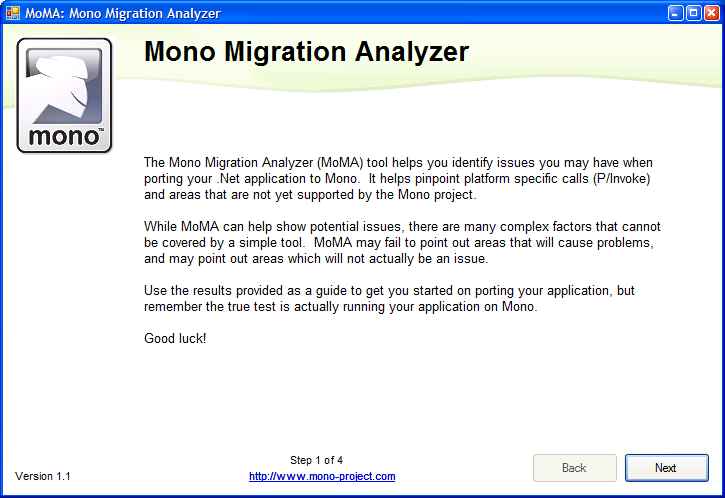 MoMA: Mono Migration Analyzer
Mono Migration Analyzer
mono™
The Mono Migration Analyzer (MoMA) tool helps you identify issues you may have when
porting your .Net application to Mono.  It helps pinpoint platform specific calls (P/Invoke)
and areas that are not yet supported by the Mono project.
While MoMA can help show potential issues, there are many complex factors that cannot
be covered by a simple tool.  MoMA may fail to point out areas that will cause problems,
and may point out areas which will not actually be an issue.
Use the results provided as a guide to get you started on porting your application, but
remember the true test is actually running your application on Mono.
Good luck!
Step 1 of 4
Version 1.1
http://www.mono-project.com
Back
Next